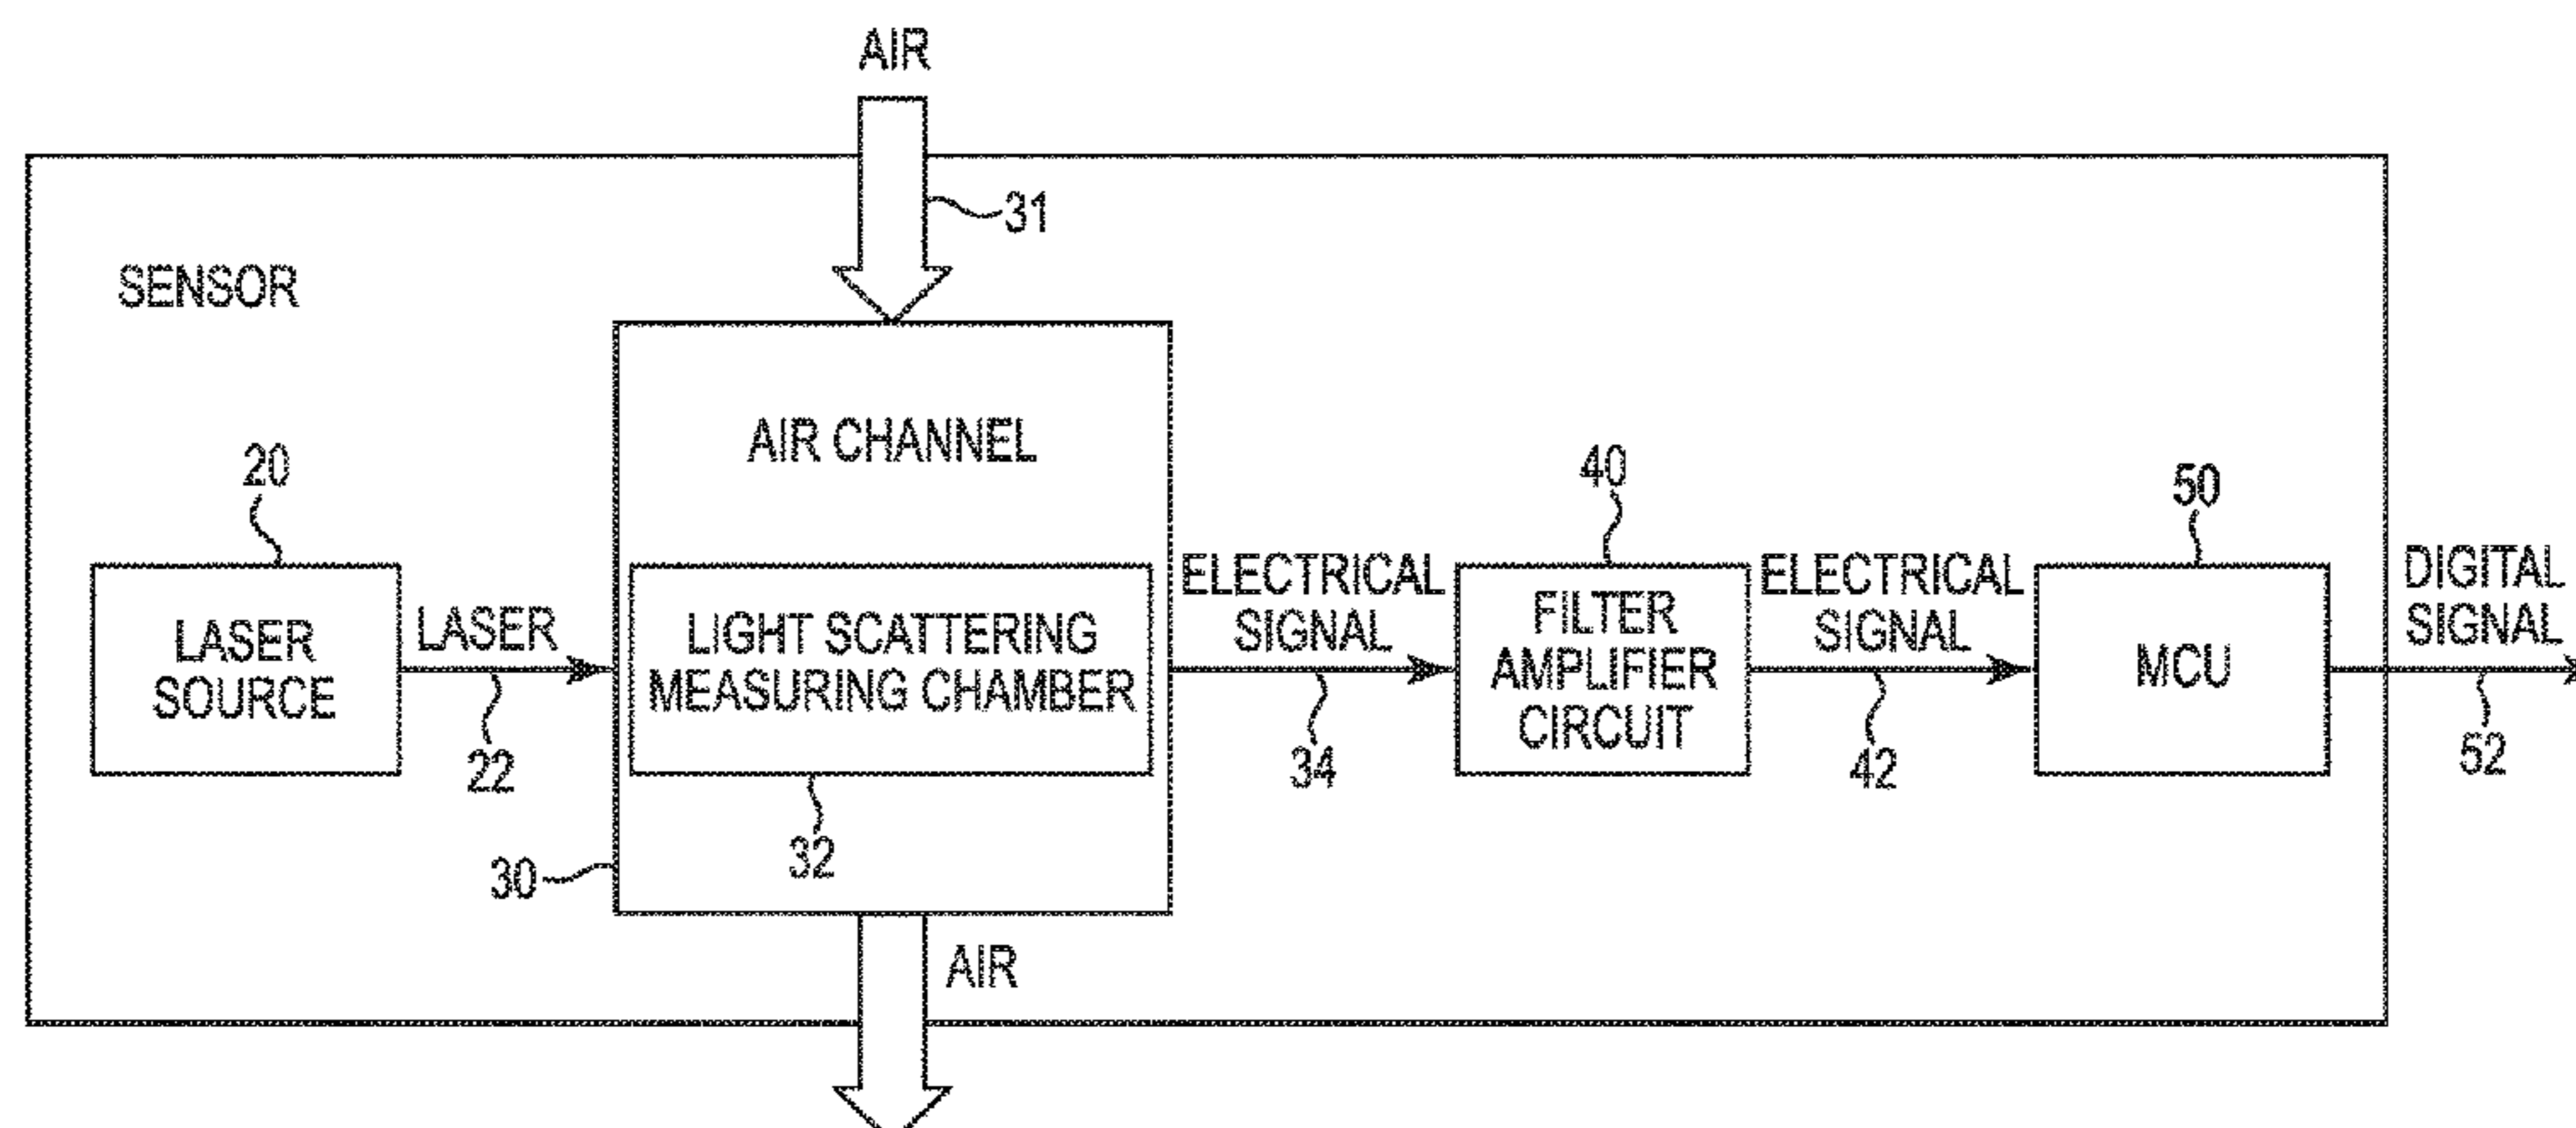 AIR
31
SENSOR
AIR CHANNEL
20
40
50
LASER
SOURCE
LASER
22
LIGHT SCATTERING
MEASURING CHAMBER
ELECTRICAL
SIGNAL
34
FILTER
AMPLIFIER
CIRCUIT
ELECTRICAL
SIGNAL
42
MCU
DIGITAL
SIGNAL
52
32
30
AIR